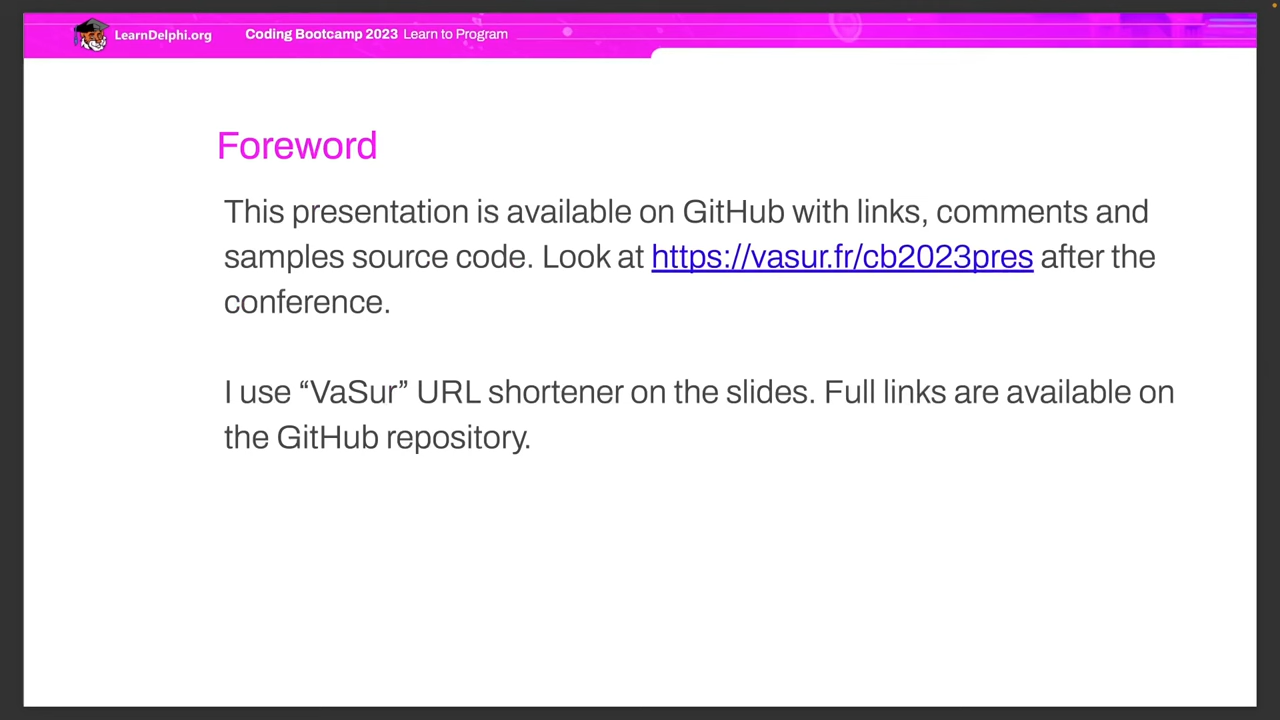 LearnDelphi.org
Coding Bootcamp 2023 Learn to Program
Foreword
This presentation is available on GitHub with links, comments and
samples source code. Look at https://vasur.fr/cb2023pres after the
conference.
I use “VaSur” URL shortener on the slides. Full links are available on
the GitHub repository.